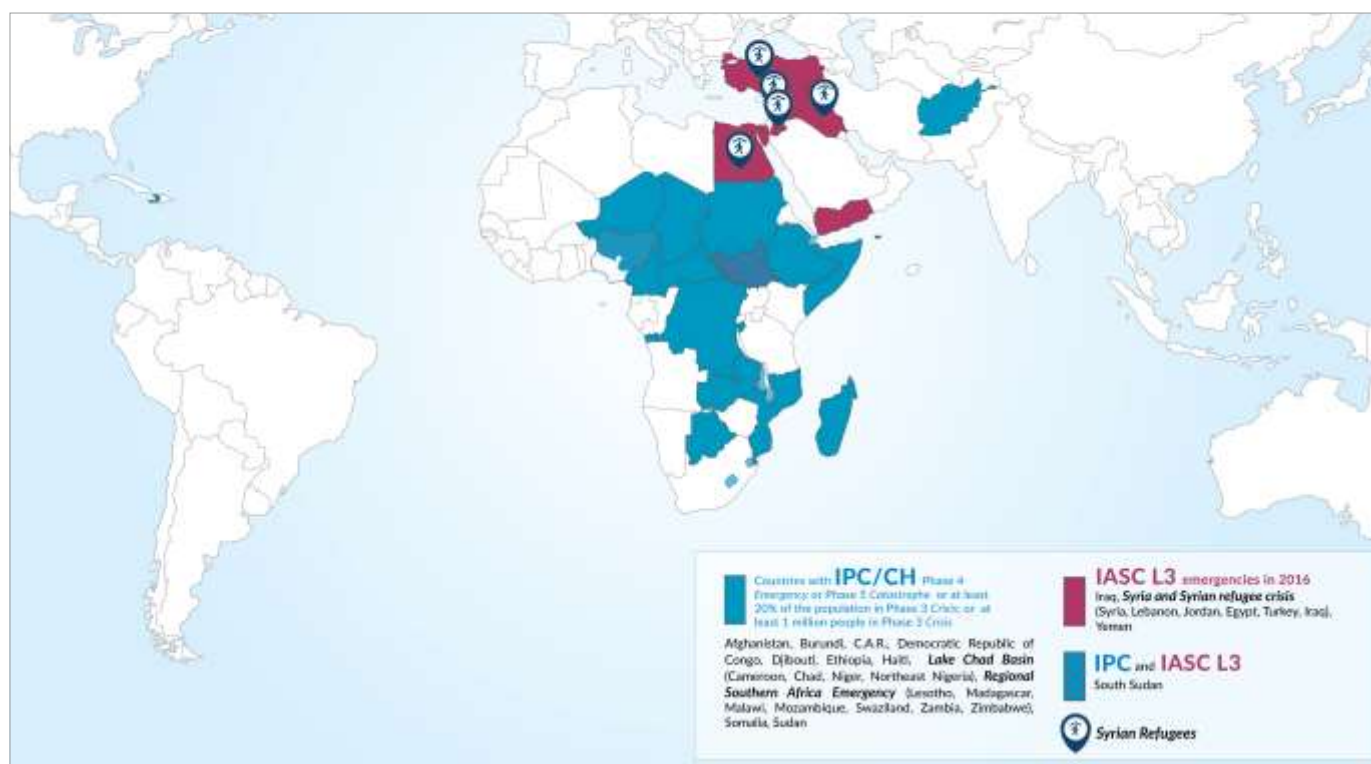 Countries with IPC/CH Phase 4
Emergency or Phase 5 Catastrophe or at least
20% of the population in Phase 3 Crisis; or at
least 1 million people in Phase 3 Crisis
Afghanistan, Burundi, C.A.R., Democratic Republic of
Congo, Djibouti, Ethiopia, Haiti, Lake Chad Basin
(Cameroon, Chad, Niger, Northeast Nigeria), Regional
Southern Africa Emergency (Lesotho, Madagascar,
Malawi, Mozambique, Swaziland, Zambia, Zimbabwe),
Somalia, Sudan
IASC L3 emergencies in 2016
Iraq, Syria and Syrian refugee crisis
(Syria, Lebanon, Jordan, Egypt, Turkey, Iraq),
Yemen
IPC and IASC L3
South Sudan
Syrian Refugees